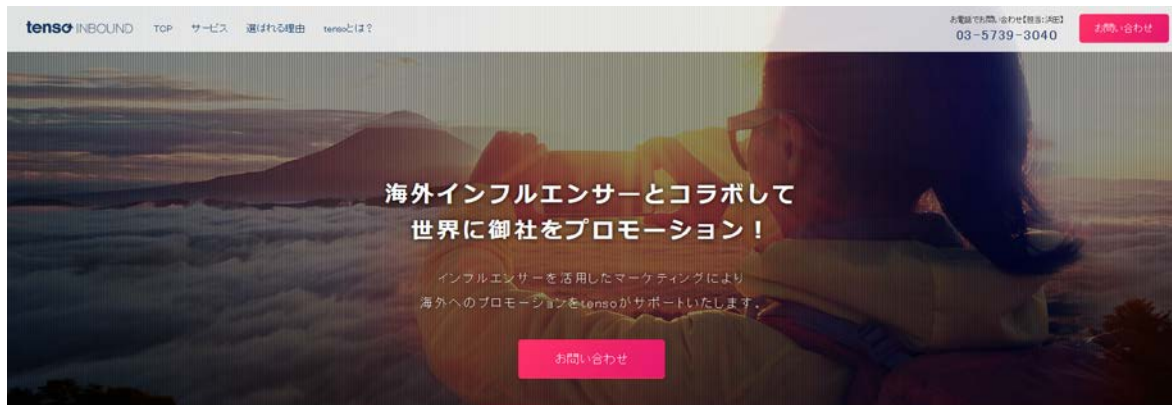 tenso INBOUND
TOP
サービス
選ばれる理由
tensoとは？
お電話でお問い合わせ【担当：浜田】
03-5739-3040
お問い合わせ
海外インフルエンサーとコラボして
世界に御社をプロモーション！
インフルエンサーを活用したマーケティングにより
海外へのプロモーションをtensoがサポートいたします。
お問い合わせ